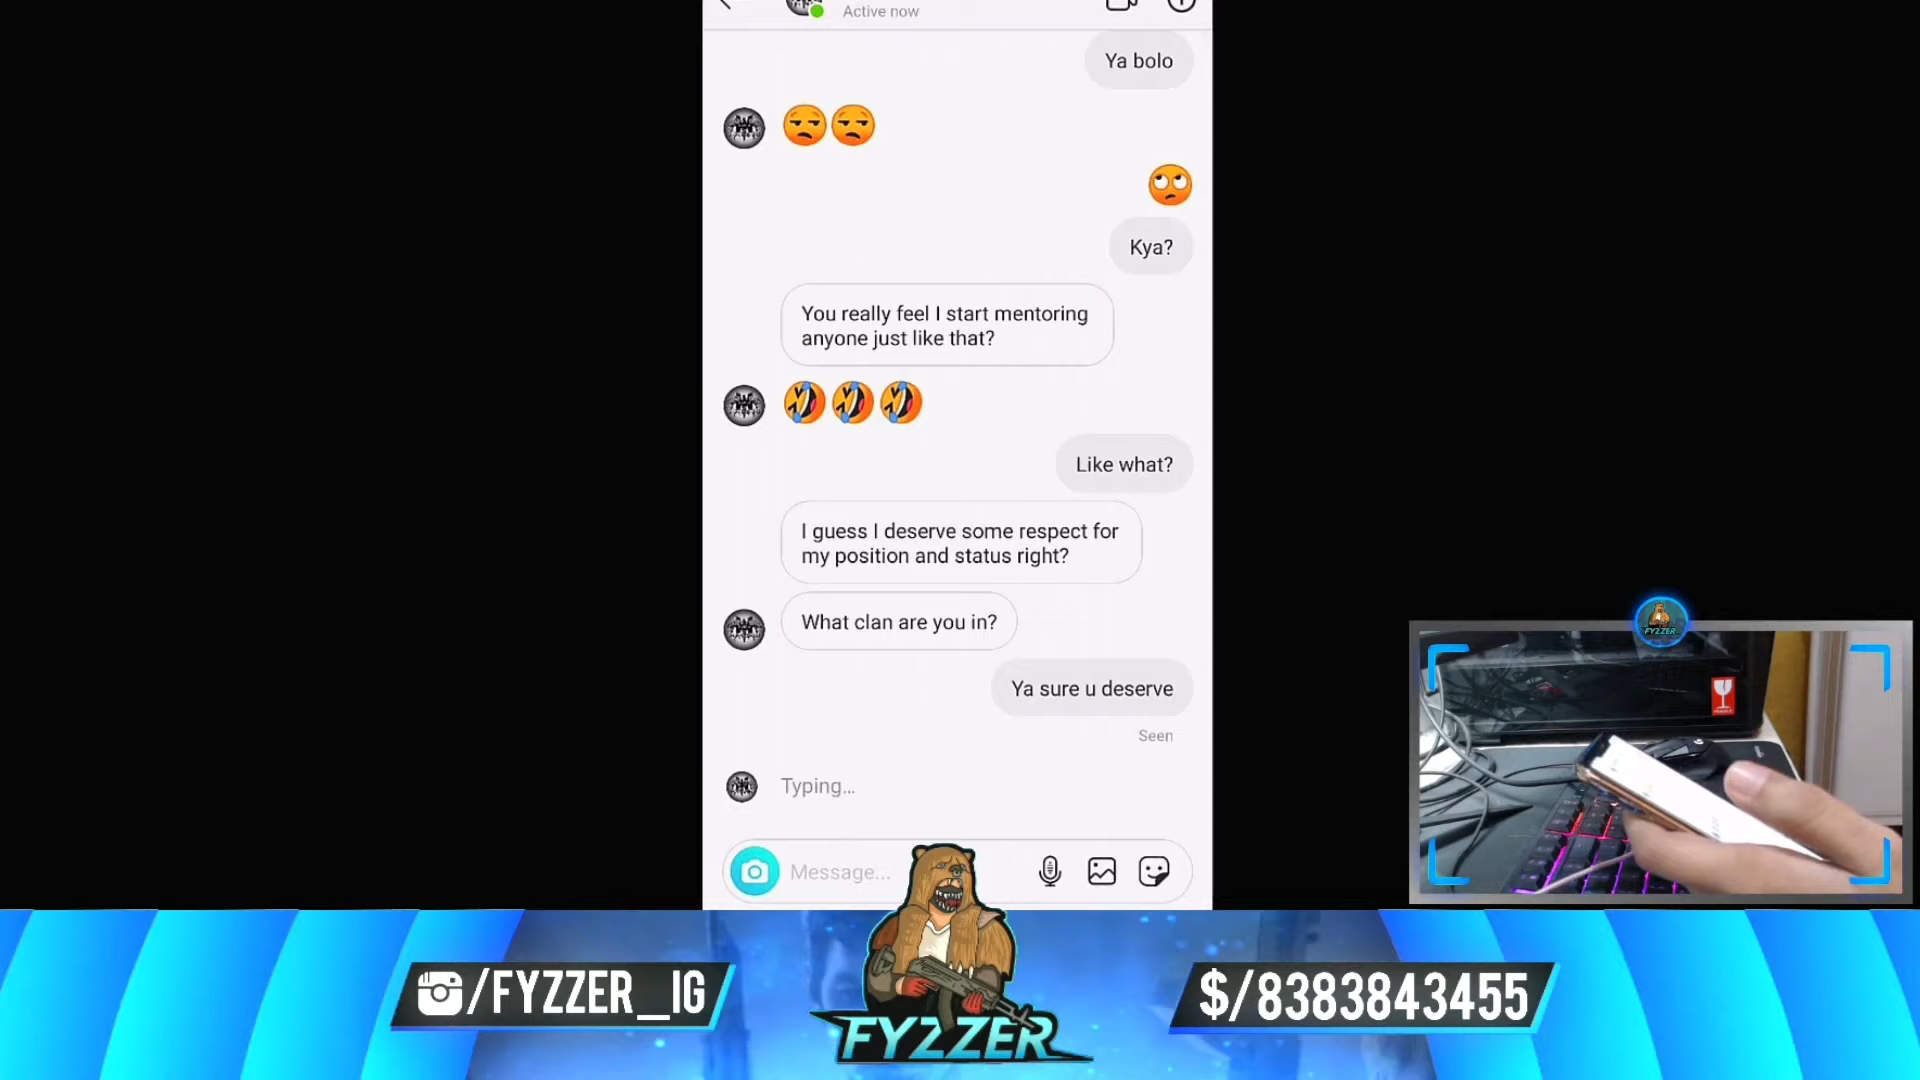 Active now
Ya bolo
Kya?
You really feel I start mentoring
anyone just like that?
Like what?
I guess I deserve some respect for
my position and status right?
What clan are you in?
Ya sure u deserve
Seen
Typing...
Message...
FYZZER
/FYZZER_IG
FYZZER
$/8383843455